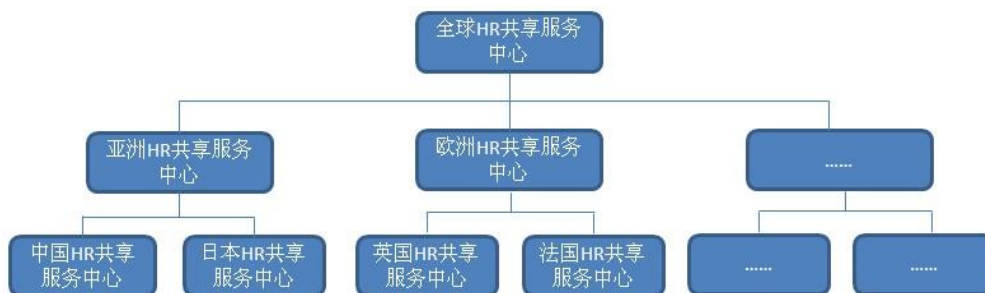 全球HR共享服务
中心
亚洲HR共享服务
中心
欧洲HR共享服务
中心
......
中国HR共享
服务中心
日本HR共享
服务中心
英国HR共享
服务中心
法国HR共享
服务中心
......
......